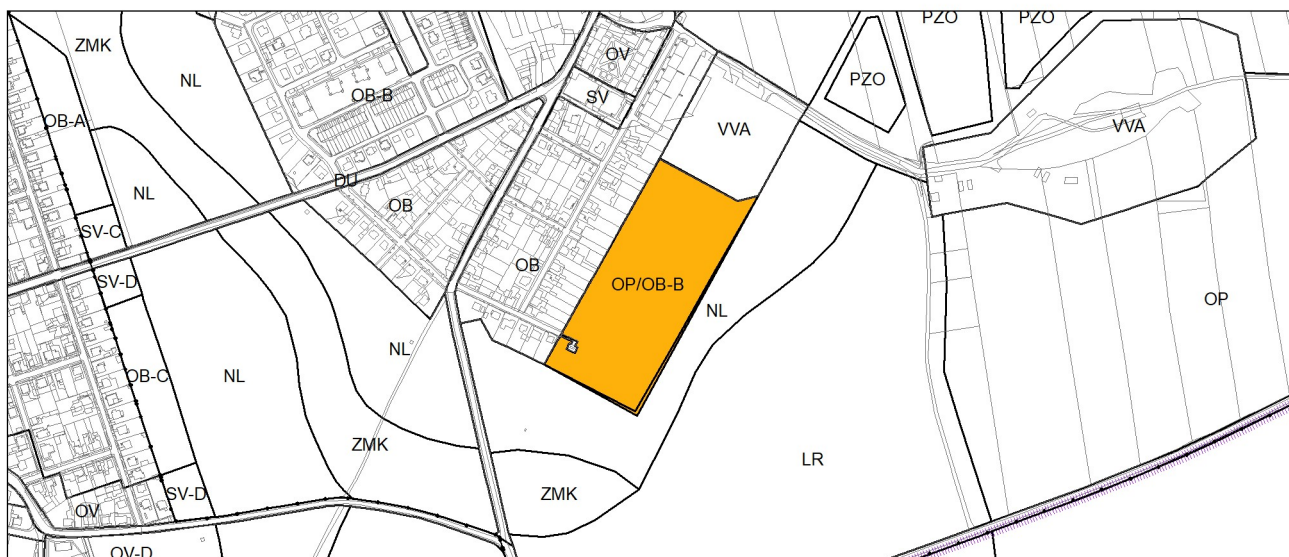 PZO
PZO
ZMK
OV
NL
PZO
OB-B
SV
OB-A
VVA
VVA
DU
NL
OB
SV-C
OB
SV-D
OP/OB-B
OP
NL
NL
OB-C
NL
ZMK
LR
SV-D
ZMK
OV
OV-D